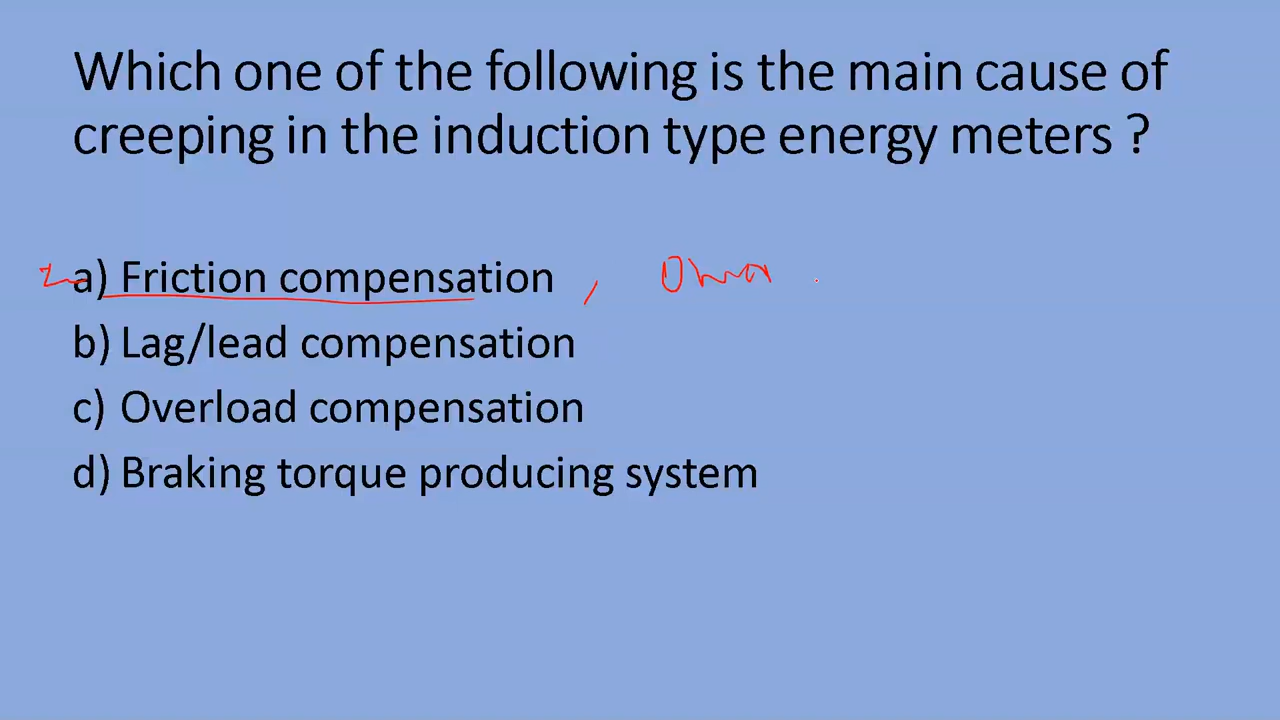 Which one of the following is the main cause of
creeping in the induction type energy meters ?
a) Friction compensation ,
b) Lag/lead compensation
c) Overload compensation
d) Braking torque producing system